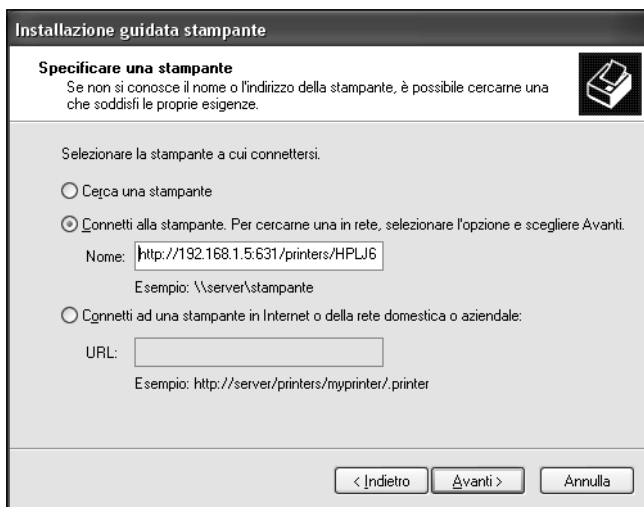 Installazione guidata stampante
Specificare una stampante
Se non si conosce il nome o l'indirizzo della stampante, è possibile cercarne una
che soddisfi le proprie esigenze.
Selezionare la stampante a cui connettersi.
Cerca una stampante
Connetti alla stampante. Per cercarne una in rete, selezionare l'opzione e scegliere Avanti.
Nome: http://192.168.1.5:631/printers/HPLJ6
Esempio: \\server\stampante
Connetti ad una stampante in Internet o della rete domestica o aziendale:
URL:
Esempio: http://server/printers/myprinter/.printer
< Indietro Avanti > Annulla